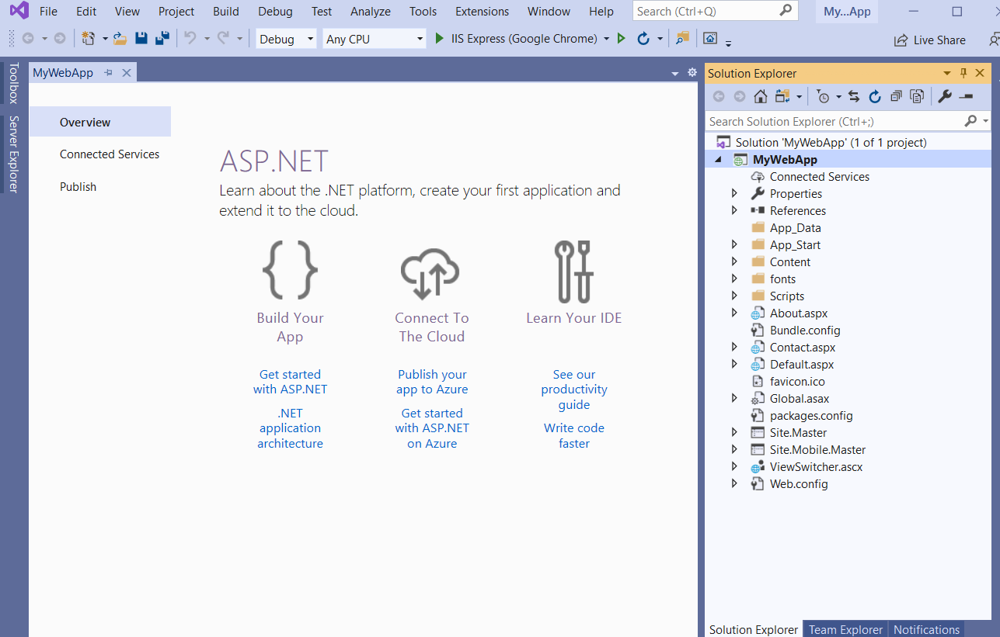 File Edit View Project Build Debug Test Analyze Tools Extensions Window Help Search (Ctrl+Q) My...App
Debug Any CPU IIS Express (Google Chrome) Live Share
Toolbox
Server Explorer
MyWebApp
Overview
Connected Services
Publish
ASP.NET
Learn about the .NET platform, create your first application and
extend it to the cloud.
Build Your
App
Get started
with ASP.NET
.NET
application
architecture
Connect To
The Cloud
Publish your
app to Azure
Get started
with ASP.NET
on Azure
Learn Your IDE
See our
productivity
guide
Write code
faster
Solution Explorer
Search Solution Explorer (Ctrl+;)
Solution 'MyWebApp' (1 of 1 project)
MyWebApp
Connected Services
Properties
References
App_Data
App_Start
Content
fonts
Scripts
About.aspx
Bundle.config
Contact.aspx
Default.aspx
favicon.ico
Global.asax
packages.config
Site.Master
Site.Mobile.Master
ViewSwitcher.ascx
Web.config
Solution Explorer Team Explorer Notifications